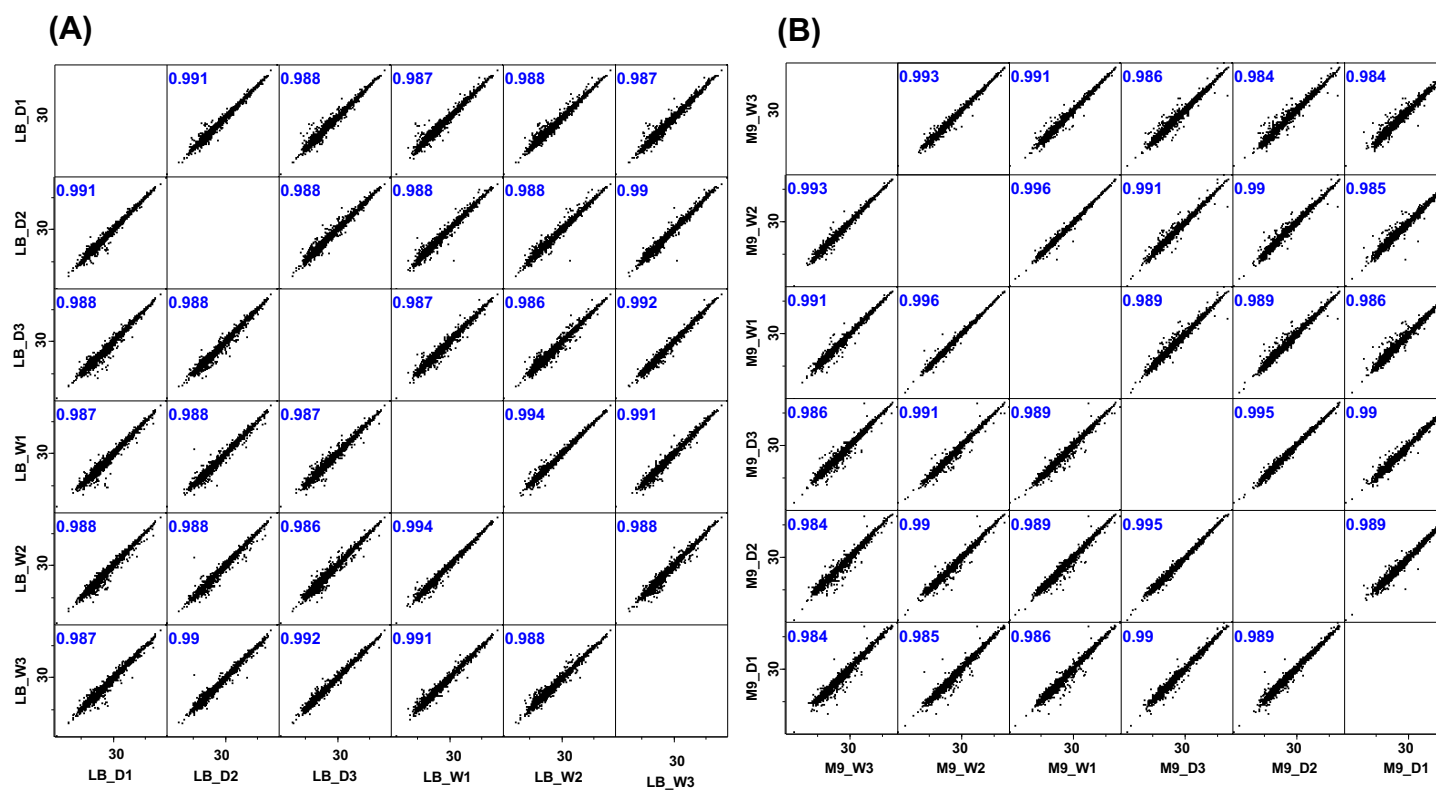 (A)
LB_D1 30 0.991 0.988 0.987 0.988 0.987
LB_D2 30 0.991 0.988 0.988 0.988 0.99
LB_D3 30 0.988 0.988 0.987 0.986 0.992
LB_W1 30 0.987 0.988 0.987 0.994 0.991
LB_W2 30 0.988 0.988 0.986 0.994 0.988
LB_W3 30 0.987 0.99 0.992 0.991 0.988
30 30 30 30 30 30
LB_D1 LB_D2 LB_D3 LB_W1 LB_W2 LB_W3
(B)
M9_W3 30 0.993 0.991 0.986 0.984 0.984
M9_W2 30 0.993 0.996 0.991 0.99 0.985
M9_W1 30 0.991 0.996 0.989 0.989 0.986
M9_D3 30 0.986 0.991 0.989 0.995 0.99
M9_D2 30 0.984 0.99 0.989 0.995 0.989
M9_D1 30 0.984 0.985 0.986 0.99 0.989
30 30 30 30 30 30
M9_W3 M9_W2 M9_W1 M9_D3 M9_D2 M9_D1